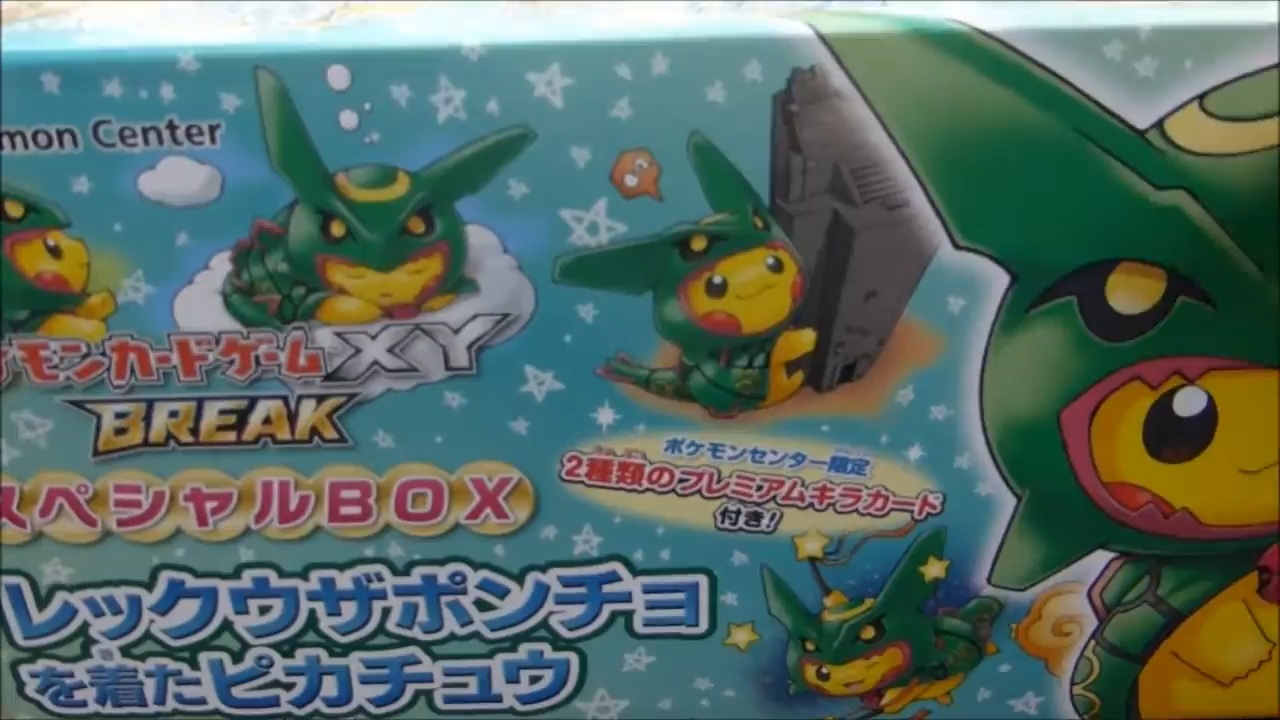 mon Center
モンカードゲーム XY
BREAK
スペシャルBOX
ポケモンセンター限定
2種類のプレミアムキラカード
付き!
レックウザポンチョ
を着たピカチュウ